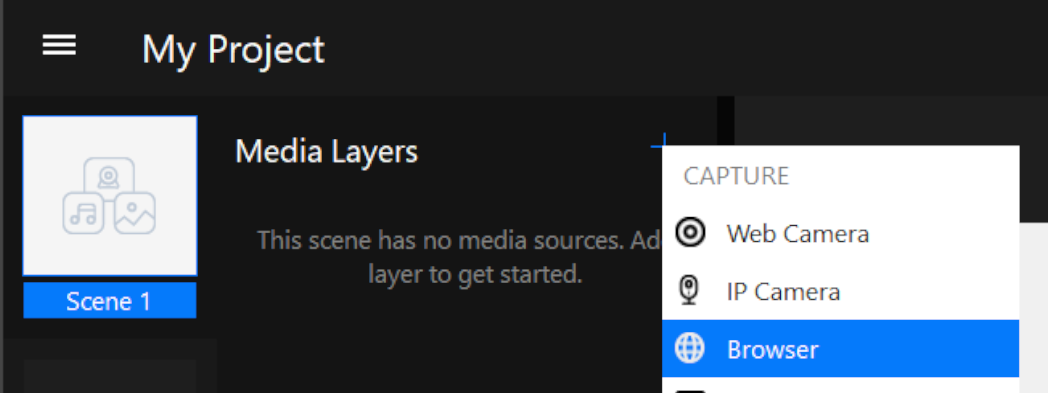 My Project
Media Layers
CAPTURE
This scene has no media sources. Ad
layer to get started.
Scene 1
Web Camera
IP Camera
Browser